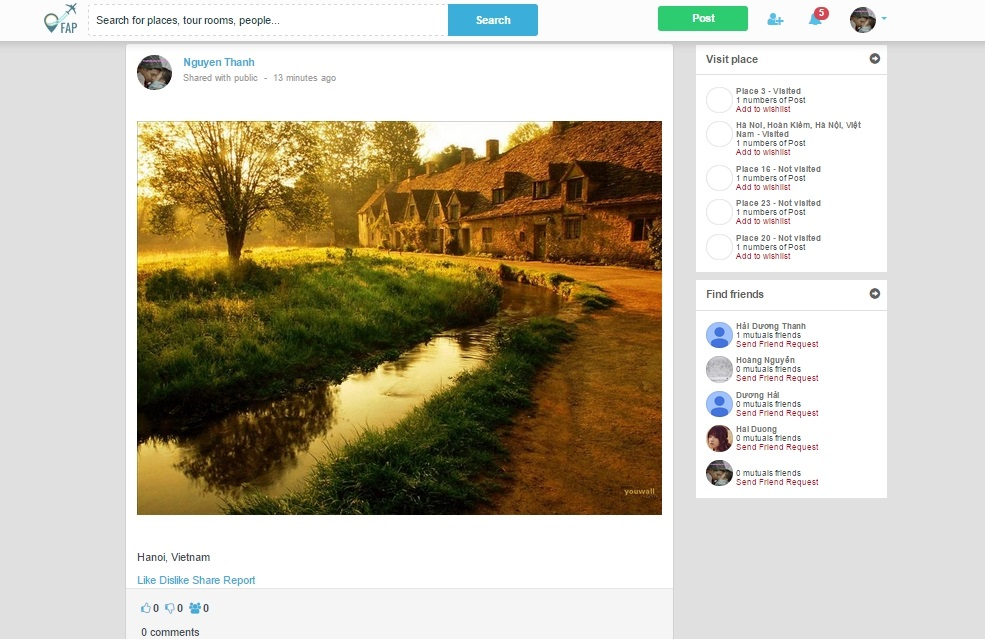 FAP
Search for places, tour rooms, people...
Search
Post
5
Nguyen Thanh
Shared with public - 13 minutes ago
youwall
Hanoi, Vietnam
Like Dislike Share Report
0 0 0
0 comments
Visit place
Place 3 - Visited
1 numbers of Post
Add to wishlist
Hà Noi, Hoàn Kiếm, Hà Nội, Việt
Nam - Visited
1 numbers of Post
Add to wishlist
Place 16 - Not visited
1 numbers of Post
Add to wishlist
Place 23 - Not visited
1 numbers of Post
Add to wishlist
Place 20 - Not visited
1 numbers of Post
Add to wishlist
Find friends
Hải Dương Thanh
1 mutuals friends
Send Friend Request
Hoàng Nguyễn
0 mutuals friends
Send Friend Request
Dương Hải
0 mutuals friends
Send Friend Request
Hai Duong
0 mutuals friends
Send Friend Request
0 mutuals friends
Send Friend Request